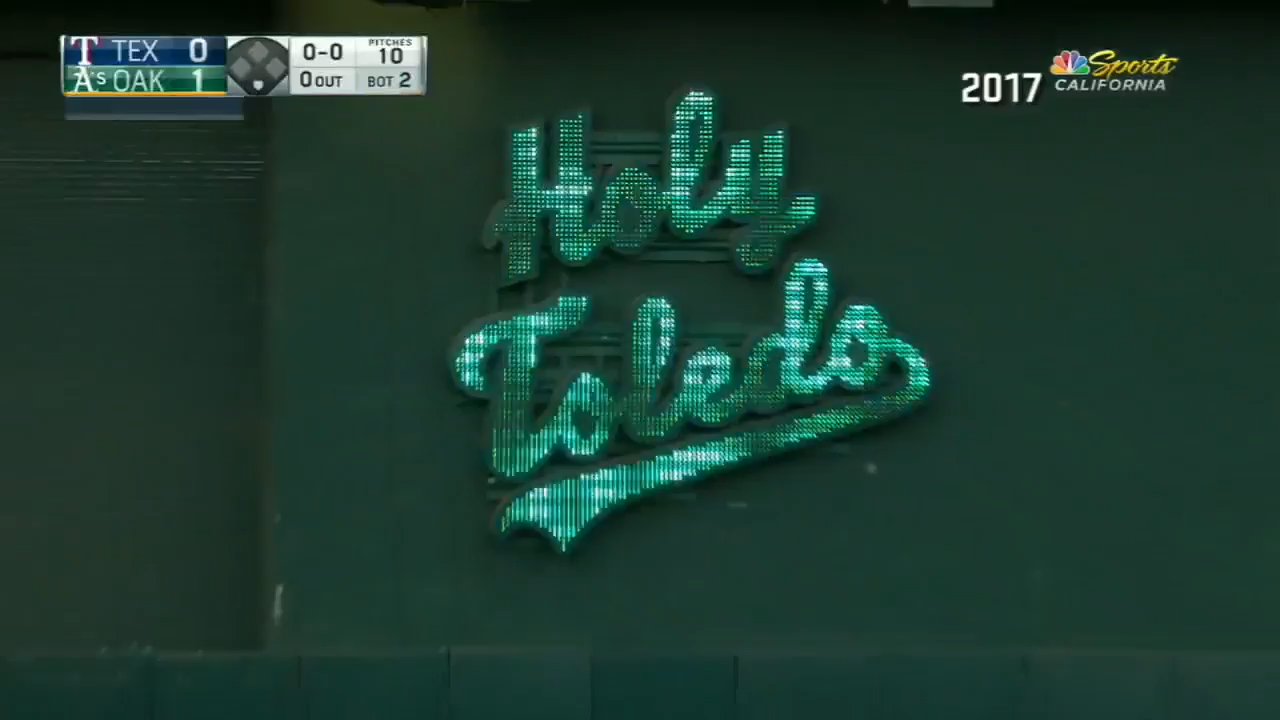 TEX 0 0-0 PITCHES 10
A's OAK 1 0 OUT BOT 2
2017 Sports CALIFORNIA
Holy
Toledo